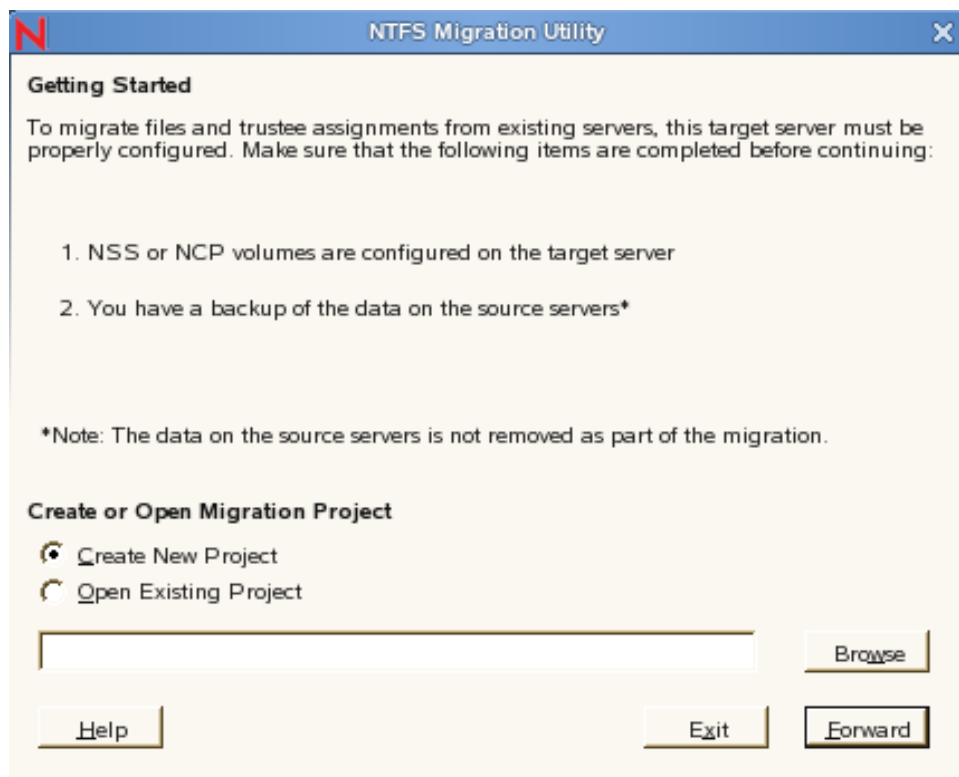 N NTFS Migration Utility
Getting Started
To migrate files and trustee assignments from existing servers, this target server must be
properly configured. Make sure that the following items are completed before continuing:
1. NSS or NCP volumes are configured on the target server
2. You have a backup of the data on the source servers*
*Note: The data on the source servers is not removed as part of the migration.
Create or Open Migration Project
Create New Project
Open Existing Project
Browse
Help Exit Forward